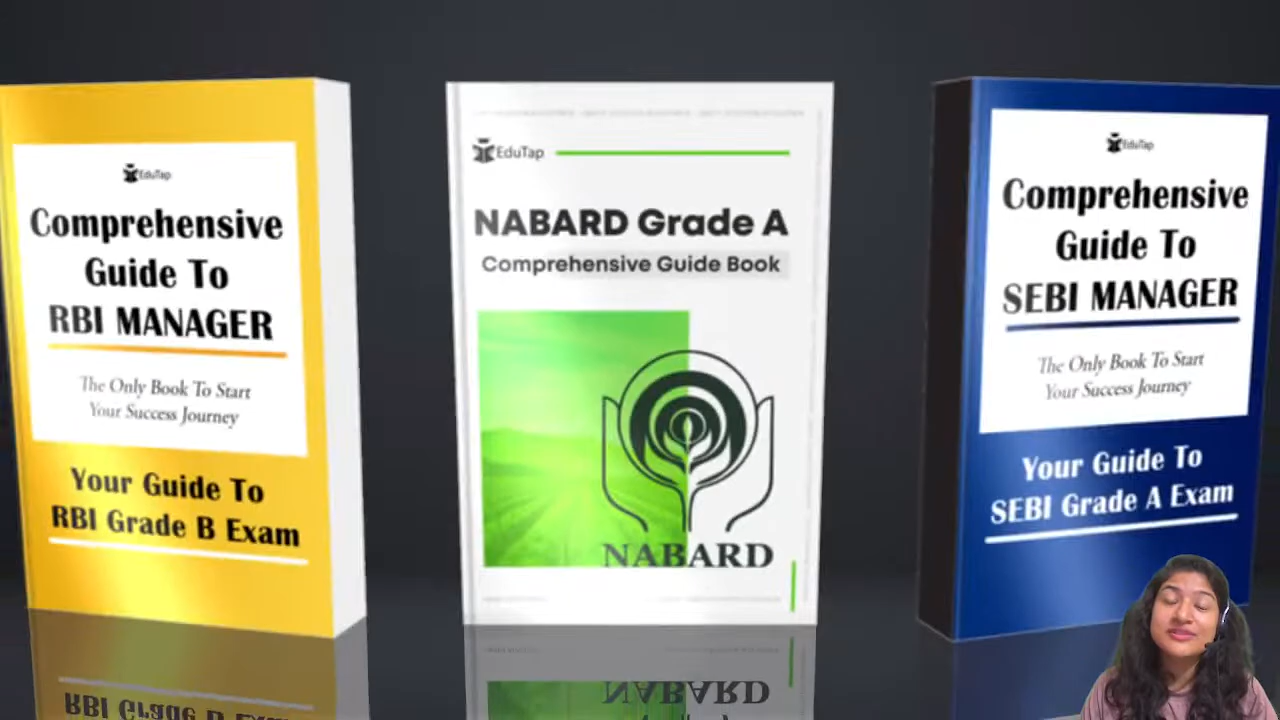 EduTap
Comprehensive
Guide To
RBI MANAGER
The Only Book To Start
Your Success Journey
Your Guide To
RBI Grade B Exam
EduTap
NABARD Grade A
Comprehensive Guide Book
NABARD
EduTap
Comprehensive
Guide To
SEBI MANAGER
The Only Book To Start
Your Success Journey
Your Guide To
SEBI Grade A Exam